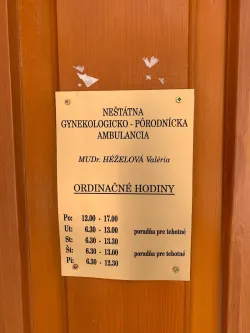 NEŠTÁTNA
GYNEKOLOGICKO - PÔRODNÍCKA
AMBULANCIA
MUDr. HÉŽELOVÁ Valéria
ORDINAČNÉ HODINY
Po: 12.00 - 17.00
Ut: 6.30 - 13.00 poradňa pre tehotné
St: 6.30 - 13.30
Št: 6.30 - 13.00 poradňa pre tehotné
Pi: 6.30 - 12.30